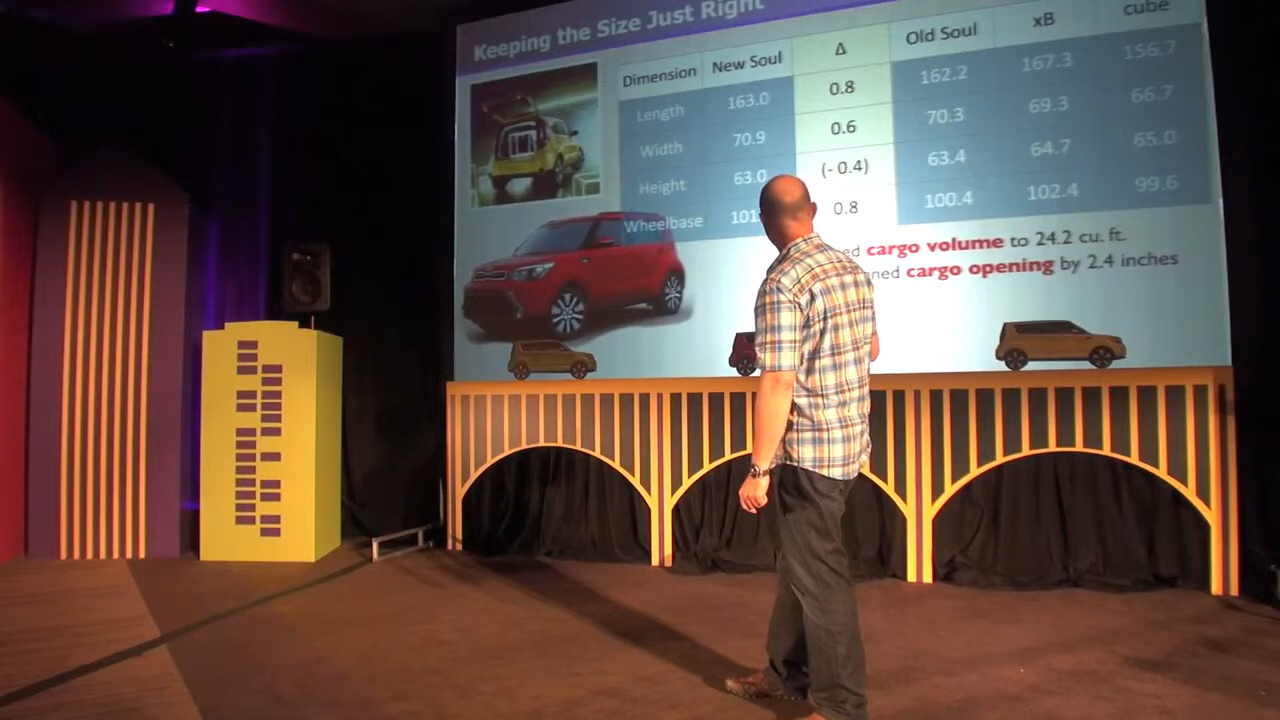 Keeping the Size Just Right
Dimension New Soul Δ Old Soul xB cube
Length 163.0 0.8 162.2 167.3 156.7
Width 70.9 0.6 70.3 69.3 66.7
Height 63.0 (- 0.4) 63.4 64.7 65.0
Wheelbase 0.8 100.4 102.4 99.6
cargo volume to 24.2 cu. ft.
cargo opening by 2.4 inches